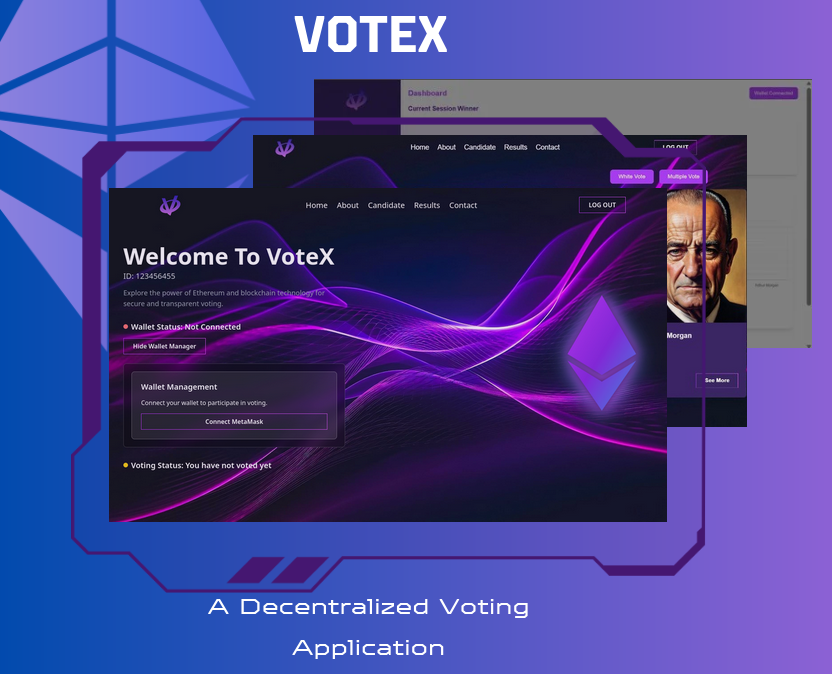 VOTEX
Dashboard
Wallet Connected
Current Session Winner
Home About Candidate Results Contact
LOG OUT
White Vote
Multiple Vote
Home About Candidate Results Contact
LOG OUT
Welcome To VoteX
ID: 123456455
Explore the power of Ethereum and blockchain technology for
secure and transparent voting.
Wallet Status: Not Connected
Hide Wallet Manager
Wallet Management
Connect your wallet to participate in voting.
Connect MetaMask
Voting Status: You have not voted yet
Morgan
See More
A Decentralized Voting
Application